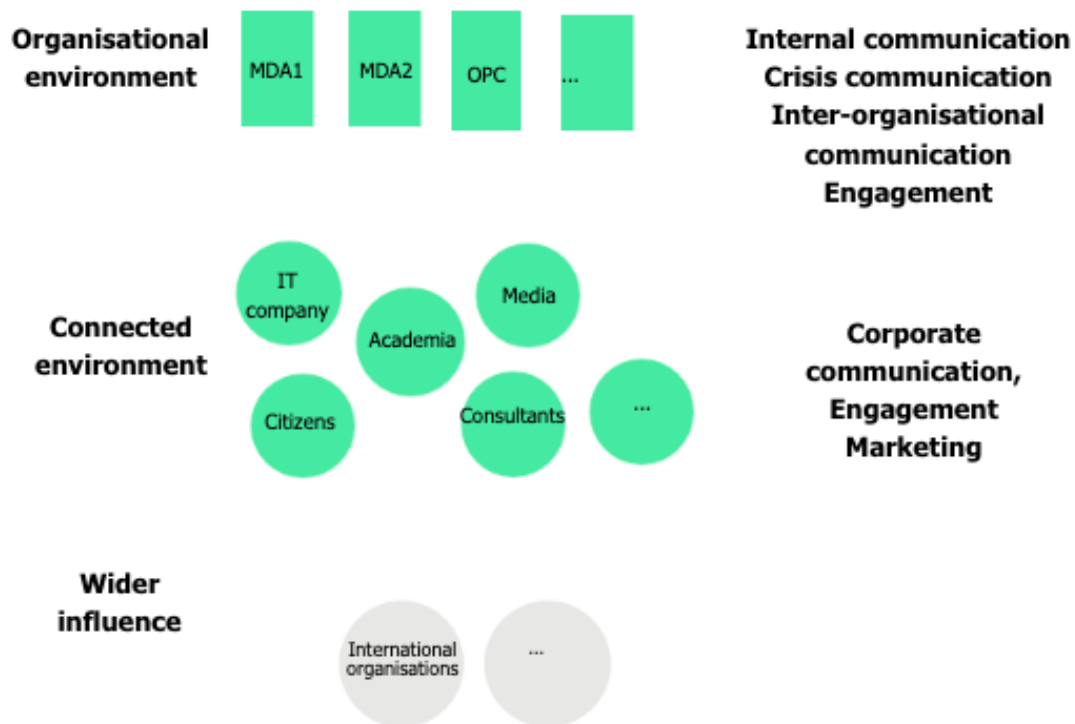 Organisational
environment
MDA1
MDA2
OPC
...
Internal communication
Crisis communication
Inter-organisational
communication
Engagement
Connected
environment
IT
company
Academia
Media
Citizens
Consultants
...
Corporate
communication,
Engagement
Marketing
Wider
influence
International
organisations
...